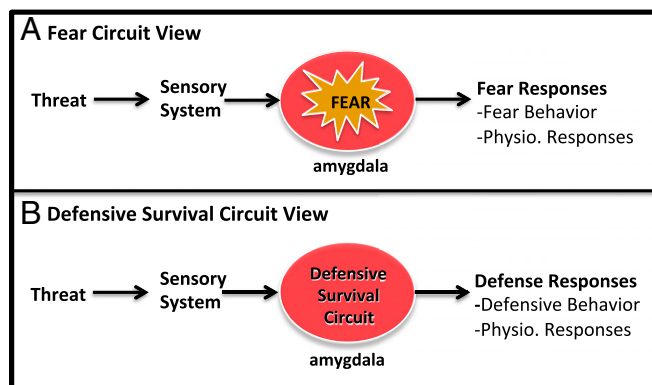 A Fear Circuit View
Threat
Sensory
System
FEAR
amygdala
Fear Responses
-Fear Behavior
-Physio. Responses
B Defensive Survival Circuit View
Threat
Sensory
System
Defensive
Survival
Circuit
amygdala
Defense Responses
-Defensive Behavior
-Physio. Responses